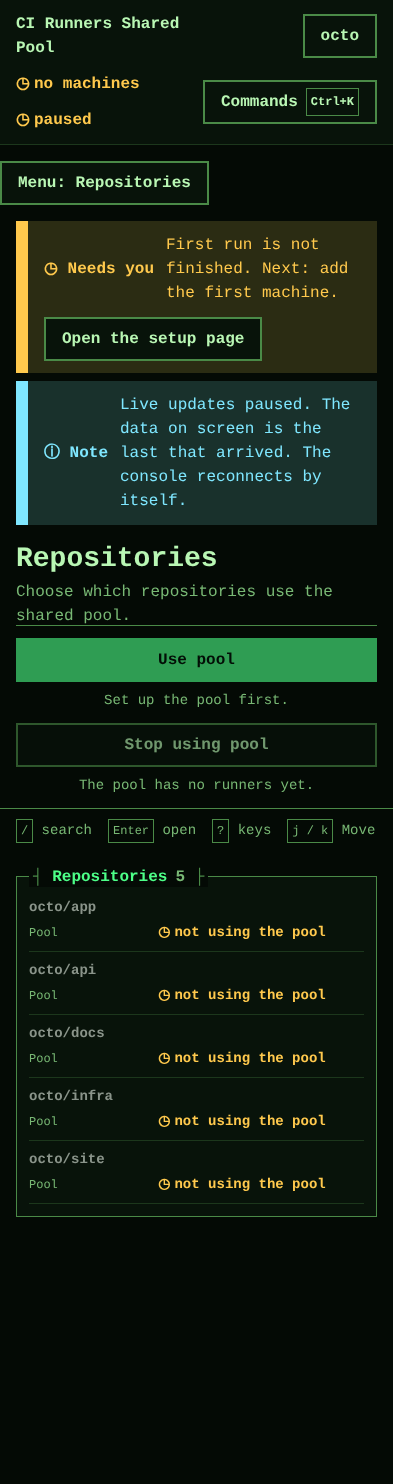 CI Runners Shared
Pool
octo
◷ no machines
◷ paused
Commands Ctrl+K
Menu: Repositories
◷ Needs you
First run is not
finished. Next: add
the first machine.
Open the setup page
ⓘ Note
Live updates paused. The
data on screen is the
last that arrived. The
console reconnects by
itself.
Repositories
Choose which repositories use the
shared pool.
Use pool
Set up the pool first.
Stop using pool
The pool has no runners yet.
/ search Enter open ? keys j / k Move
┤ Repositories 5 ├
octo/app
Pool ◷ not using the pool
octo/api
Pool ◷ not using the pool
octo/docs
Pool ◷ not using the pool
octo/infra
Pool ◷ not using the pool
octo/site
Pool ◷ not using the pool